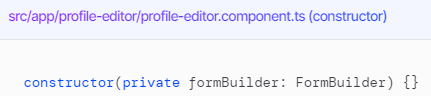 src/app/profile-editor/profile-editor.component.ts (constructor)
constructor(private formBuilder: FormBuilder) {}